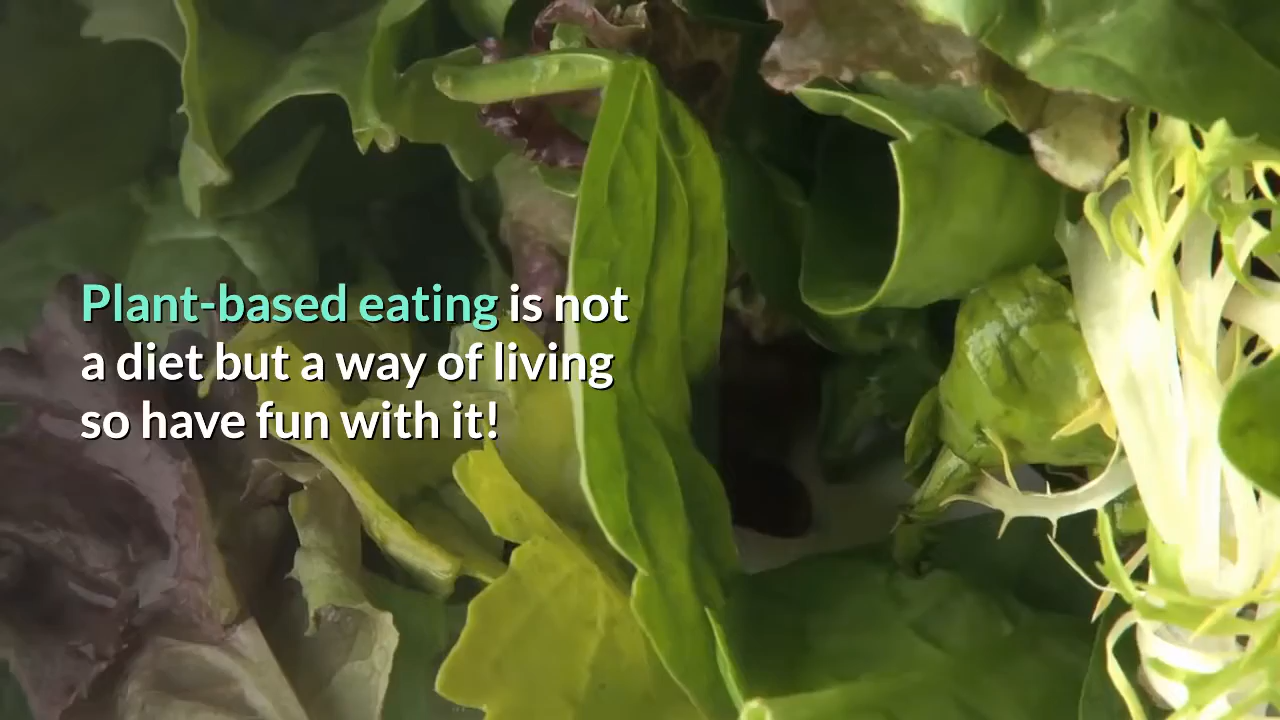 Plant-based eating is not
a diet but a way of living
so have fun with it!